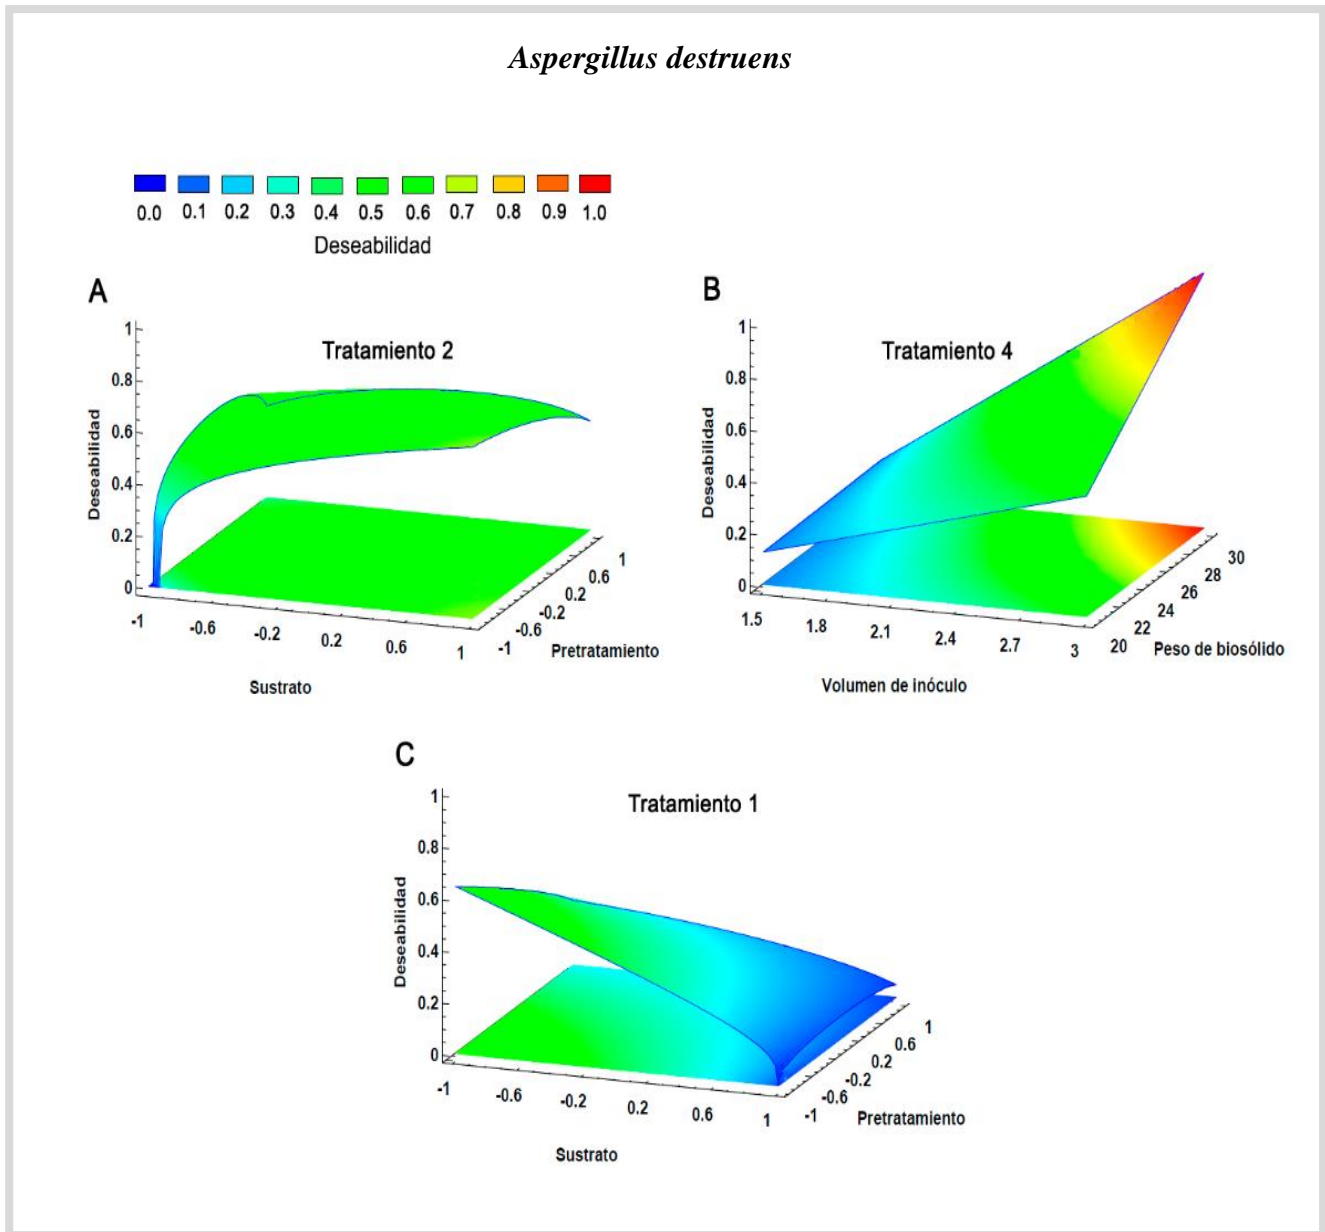 Aspergillus destruens
0.0 0.1 0.2 0.3 0.4 0.5 0.6 0.7 0.8 0.9 1.0
Deseabilidad
A
Tratamiento 2
Deseabilidad
1
0.8
0.6
0.4
0.2
0
-1 -0.6 -0.2 0.2 0.6 1
Sustrato
-1 -0.6 -0.2 0.2 0.6 1
Pretratamiento
B
Tratamiento 4
Deseabilidad
1
0.8
0.6
0.4
0.2
0
1.5 1.8 2.1 2.4 2.7 3
Volumen de inóculo
20 22 24 26 28 30
Peso de biosólido
C
Tratamiento 1
Deseabilidad
1
0.8
0.6
0.4
0.2
0
-1 -0.6 -0.2 0.2 0.6 1
Sustrato
-1 -0.6 -0.2 0.2 0.6 1
Pretratamiento